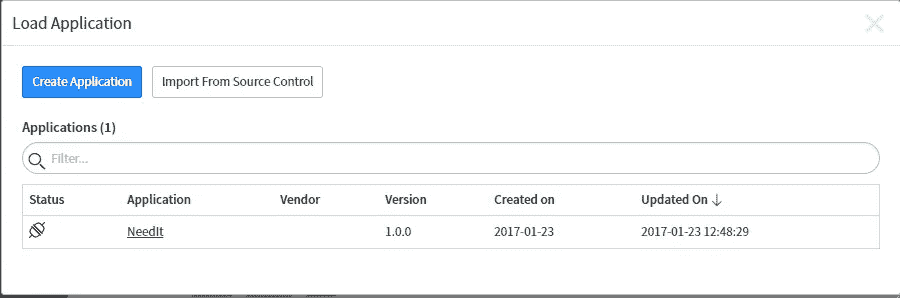 Load Application
Create Application Import From Source Control
Applications (1)
Filter...
Status Application Vendor Version Created on Updated On
NeedIt 1.0.0 2017-01-23 2017-01-23 12:48:29